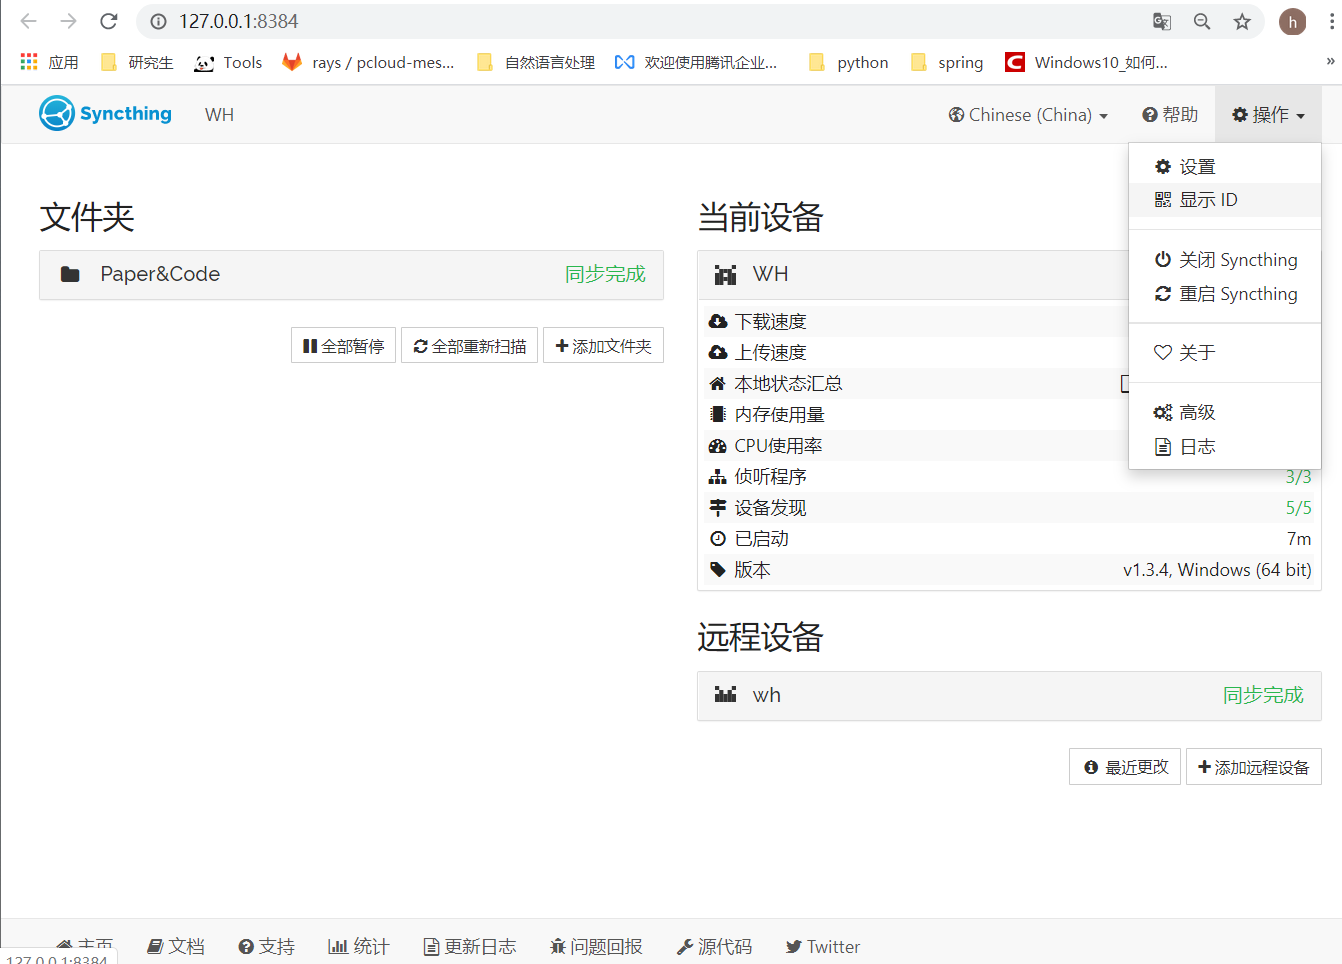 127.0.0.1:8384
h
应用 研究生 Tools rays / pcloud-mes... 自然语言处理 欢迎使用腾讯企业... python spring Windows10_如何... »
Syncthing WH Chinese (China) 帮助 操作
设置
显示 ID
关闭 Syncthing
重启 Syncthing
关于
高级
日志
文件夹
Paper&Code 同步完成
全部暂停 全部重新扫描 添加文件夹
当前设备
WH
下载速度
上传速度
本地状态汇总
内存使用量
CPU使用率
侦听程序 3/3
设备发现 5/5
已启动 7m
版本 v1.3.4, Windows (64 bit)
远程设备
wh 同步完成
最近更改 添加远程设备
主页 文档 支持 统计 更新日志 问题回报 源代码 Twitter
127.0.0.1:8384